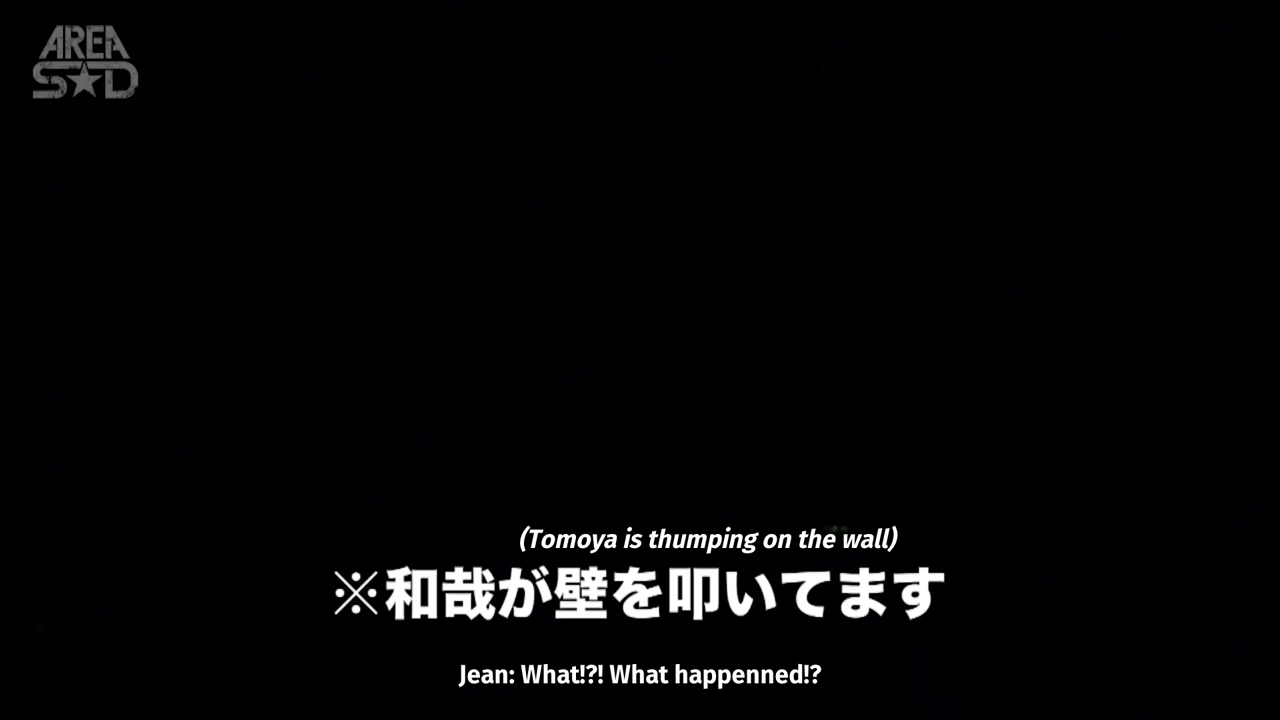 AREA
S★D
(Tomoya is thumping on the wall)
※和哉が壁を叩いてます
Jean: What!?! What happenned!?